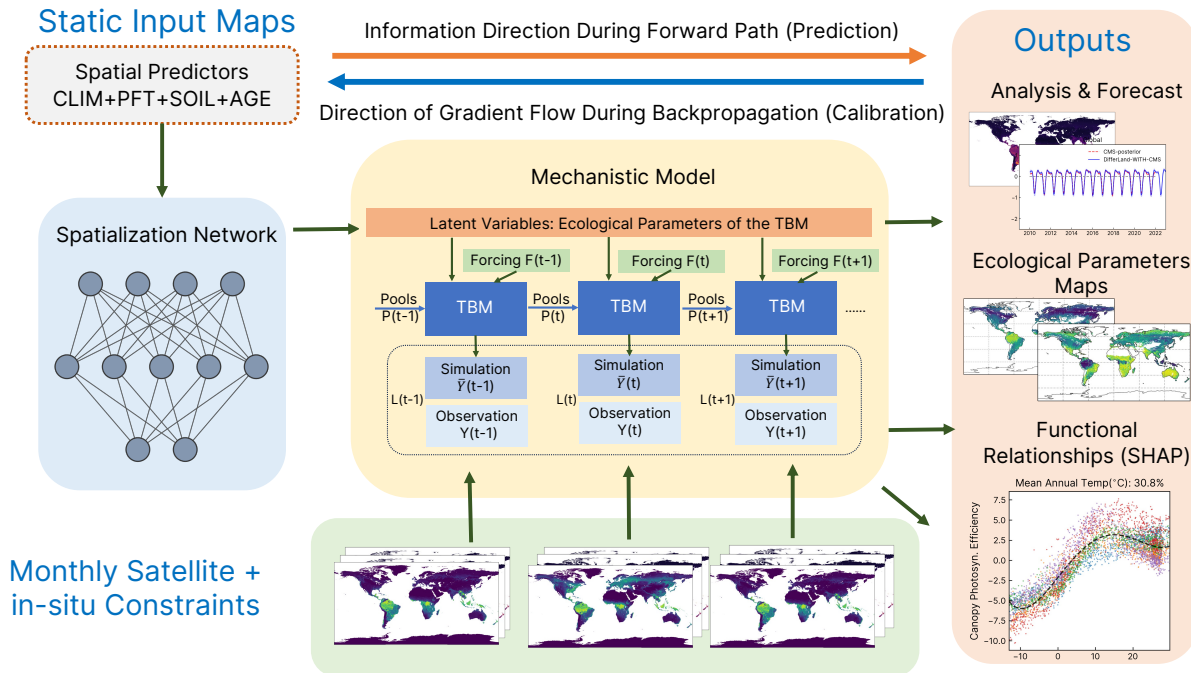 Static Input Maps
Spatial Predictors
CLIM+PFT+SOIL+AGE
Information Direction During Forward Path (Prediction)
Direction of Gradient Flow During Backpropagation (Calibration)
Spatialization Network
Mechanistic Model
Latent Variables: Ecological Parameters of the TBM
Forcing F(t-1)
Forcing F(t)
Forcing F(t+1)
Pools
P(t-1)
TBM
Pools
P(t)
TBM
Pools
P(t+1)
TBM
......
Simulation
Ȳ(t-1)
Simulation
Ȳ(t)
Simulation
Ȳ(t+1)
L(t-1)
L(t)
L(t+1)
Observation
Y(t-1)
Observation
Y(t)
Observation
Y(t+1)
Monthly Satellite +
in-situ Constraints
Outputs
Analysis & Forecast
CMS-posterior
DifferLand-WITH-CMS
0
−1
−2
2010 2012 2014 2016 2018 2020 2022
Ecological Parameters
Maps
Functional
Relationships (SHAP)
Mean Annual Temp(°C): 30.8%
Canopy Photosyn. Efficiency
7.5
5.0
2.5
0.0
−2.5
−5.0
−7.5
−10.0
−10 0 10 20